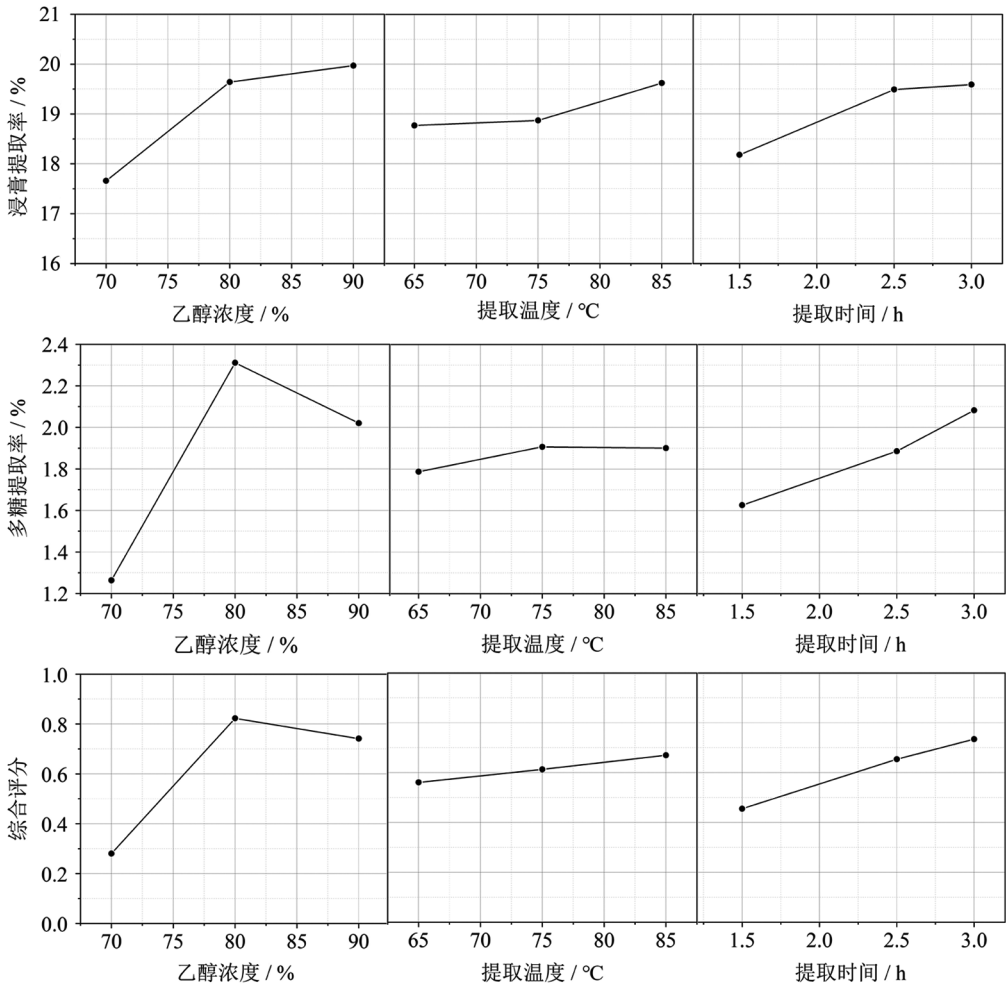 21
20
19
18
17
16
浸膏提取率 / %
70 75 80 85 90
65 70 75 80 85
1.5 2.0 2.5 3.0
乙醇浓度 / %
提取温度 / ℃
提取时间 / h
2.4
2.2
2.0
1.8
1.6
1.4
1.2
多糖提取率 / %
70 75 80 85 90
65 70 75 80 85
1.5 2.0 2.5 3.0
乙醇浓度 / %
提取温度 / ℃
提取时间 / h
1.0
0.8
0.6
0.4
0.2
0.0
综合评分
70 75 80 85 90
65 70 75 80 85
1.5 2.0 2.5 3.0
乙醇浓度 / %
提取温度 / ℃
提取时间 / h